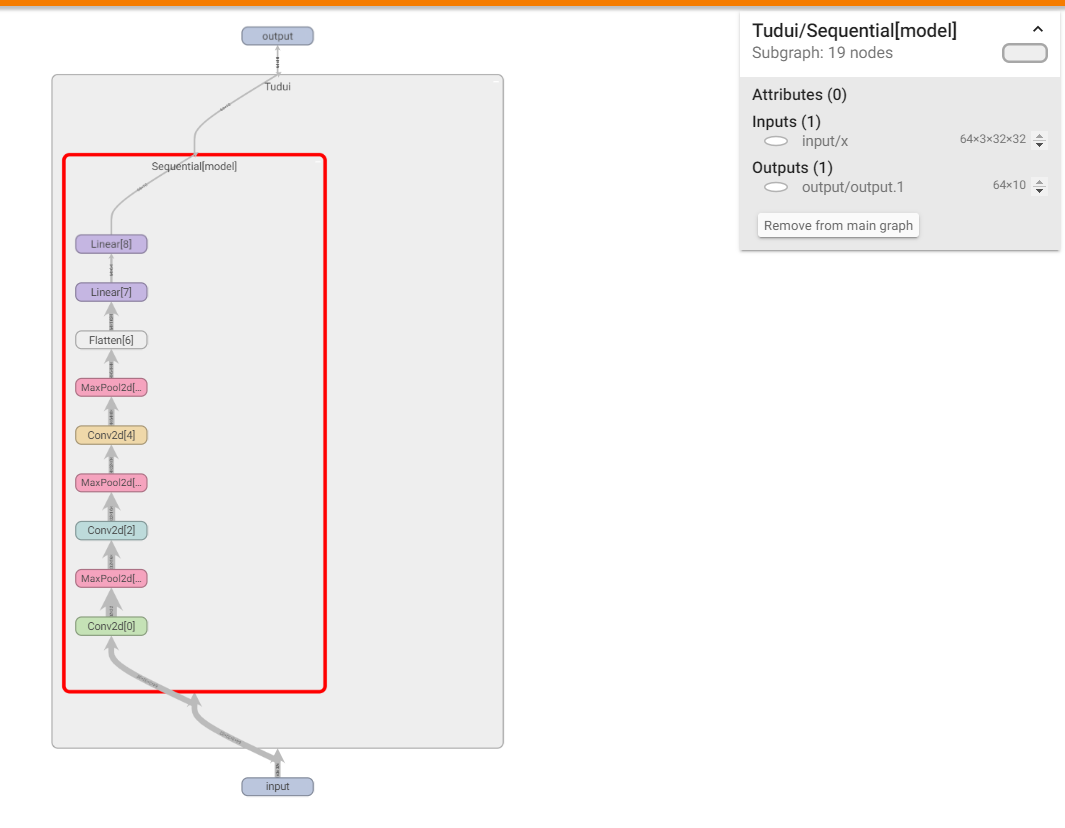 output
Tudui
Sequential[model]
Linear[8]
Linear[7]
Flatten[6]
MaxPool2d[...
Conv2d[4]
MaxPool2d[...
Conv2d[2]
MaxPool2d[...
Conv2d[0]
input
Tudui/Sequential[model]
Subgraph: 19 nodes
Attributes (0)
Inputs (1)
input/x 64×3×32×32
Outputs (1)
output/output.1 64×10
Remove from main graph